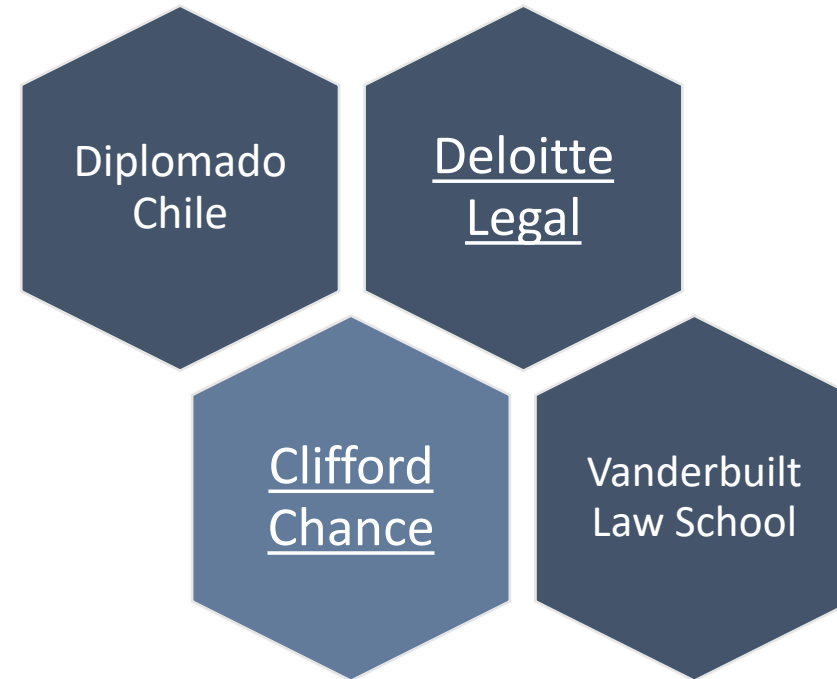 Diplomado
Chile
Deloitte
Legal
Clifford
Chance
Vanderbuilt
Law School